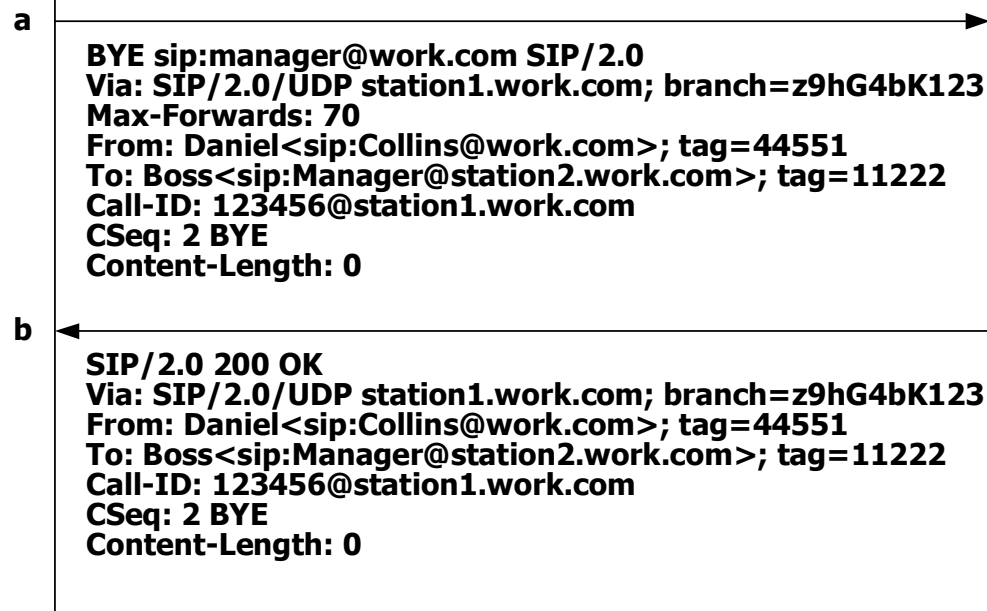 a
BYE sip:manager@work.com SIP/2.0
Via: SIP/2.0/UDP station1.work.com; branch=z9hG4bK123
Max-Forwards: 70
From: Daniel<sip:Collins@work.com>; tag=44551
To: Boss<sip:Manager@station2.work.com>; tag=11222
Call-ID: 123456@station1.work.com
CSeq: 2 BYE
Content-Length: 0
b
SIP/2.0 200 OK
Via: SIP/2.0/UDP station1.work.com; branch=z9hG4bK123
From: Daniel<sip:Collins@work.com>; tag=44551
To: Boss<sip:Manager@station2.work.com>; tag=11222
Call-ID: 123456@station1.work.com
CSeq: 2 BYE
Content-Length: 0